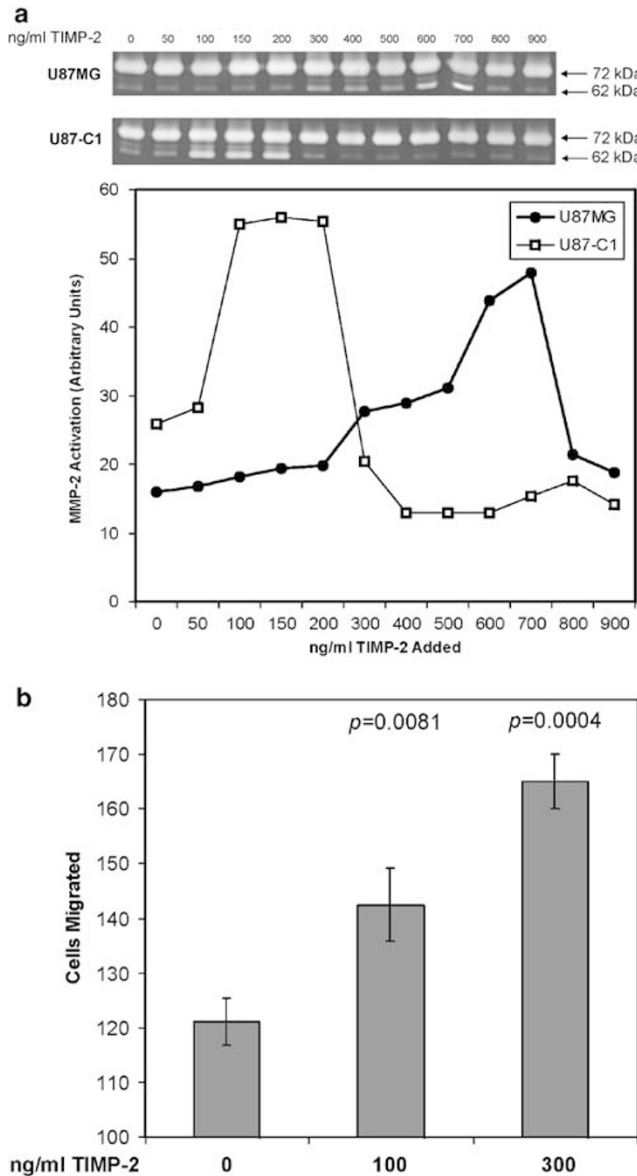 a
ng/ml TIMP-2 0 50 100 150 200 300 400 500 600 700 800 900
U87MG
72 kDa
62 kDa
U87-C1
72 kDa
62 kDa
60
50
40
30
20
10
0
MMP-2 Activation (Arbitrary Units)
U87MG
U87-C1
0 50 100 150 200 300 400 500 600 700 800 900
ng/ml TIMP-2 Added
b
180
170
160
150
140
130
120
110
100
Cells Migrated
p=0.0081
p=0.0004
ng/ml TIMP-2 0 100 300